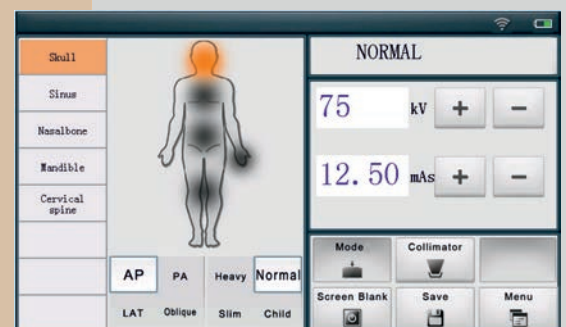 Skull
Sinus
Nasalbone
Mandible
Cervical
spine
AP PA Heavy Normal
LAT Oblique Slim Child
NORMAL
75 kV + −
12.50 mAs + −
Mode Collimator
Screen Blank Save Menu